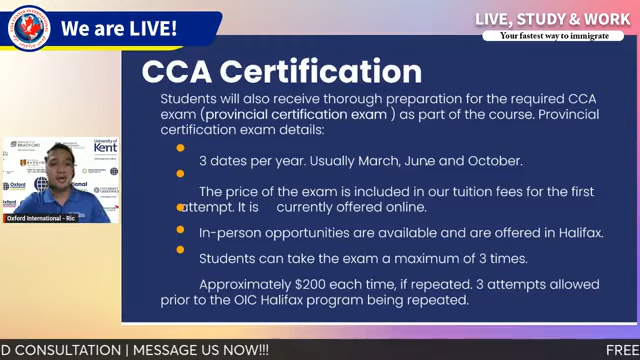 We are LIVE!
LIVE, STUDY & WORK
Your fastest way to immigrate
CCA Certification
Students will also receive thorough preparation for the required CCA
exam (provincial certification exam ) as part of the course. Provincial
certification exam details:
3 dates per year. Usually March, June and October.
The price of the exam is included in our tuition fees for the first
attempt. It is currently offered online.
In-person opportunities are available and are offered in Halifax.
Students can take the exam a maximum of 3 times.
Approximately $200 each time, if repeated. 3 attempts allowed
prior to the OIC Halifax program being repeated.
BRADFORD
University of
Kent
Oxford International - Ric
D CONSULTATION | MESSAGE US NOW!!!
FREE